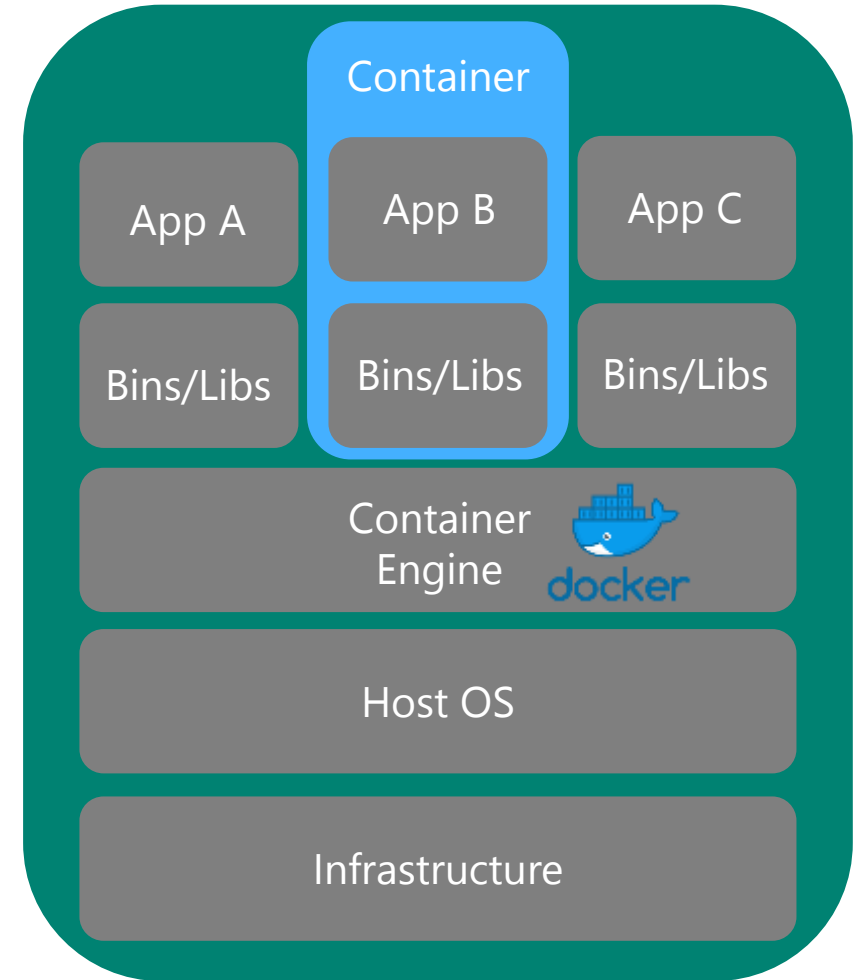 Container
App A
App B
App C
Bins/Libs
Bins/Libs
Bins/Libs
Container
Engine
docker
Host OS
Infrastructure